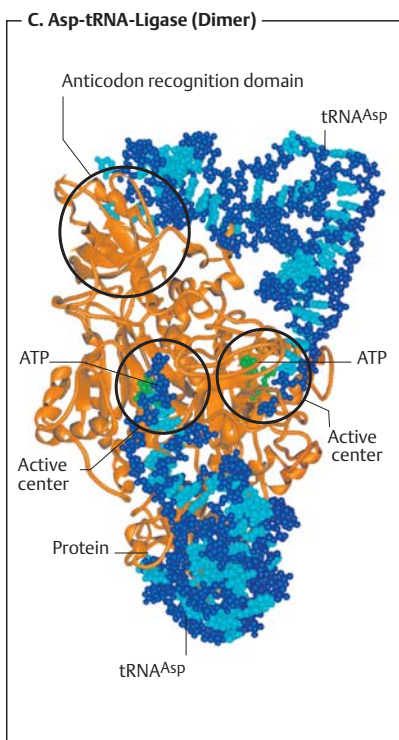 C. Asp-tRNA-Ligase (Dimer)
Anticodon recognition domain
tRNAAsp
ATP
ATP
Active
center
Active
center
Protein
tRNAAsp